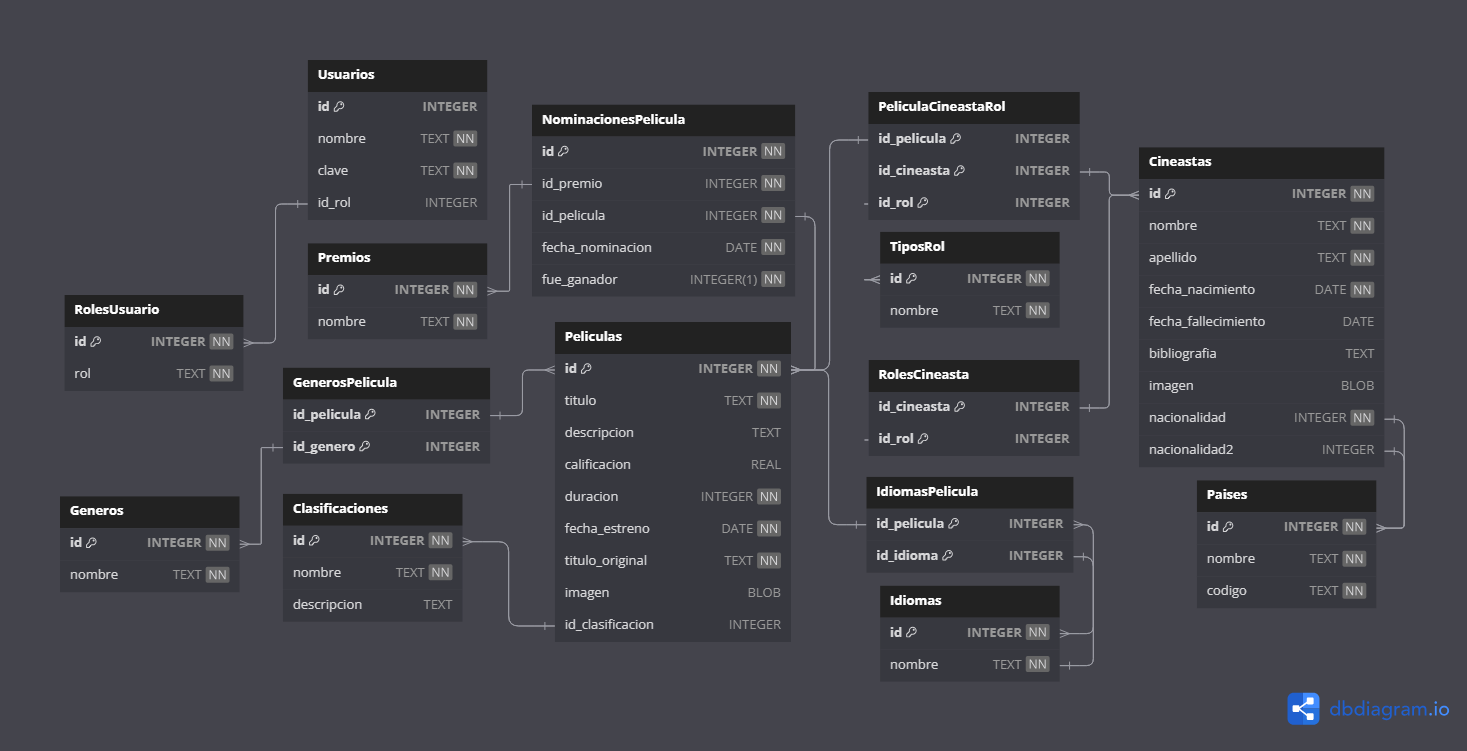 Usuarios
id INTEGER
nombre TEXT NN
clave TEXT NN
id_rol INTEGER
Premios
id INTEGER NN
nombre TEXT NN
RolesUsuario
id INTEGER NN
rol TEXT NN
GenerosPelicula
id_pelicula INTEGER
id_genero INTEGER
Generos
id INTEGER NN
nombre TEXT NN
Clasificaciones
id INTEGER NN
nombre TEXT NN
descripcion TEXT
NominacionesPelicula
id INTEGER NN
id_premio INTEGER NN
id_pelicula INTEGER NN
fecha_nominacion DATE NN
fue_ganador INTEGER(1) NN
Peliculas
id INTEGER NN
titulo TEXT NN
descripcion TEXT
calificacion REAL
duracion INTEGER NN
fecha_estreno DATE NN
titulo_original TEXT NN
imagen BLOB
id_clasificacion INTEGER
PeliculaCineastaRol
id_pelicula INTEGER
id_cineasta INTEGER
id_rol INTEGER
TiposRol
id INTEGER NN
nombre TEXT NN
RolesCineasta
id_cineasta INTEGER
id_rol INTEGER
IdiomasPelicula
id_pelicula INTEGER
id_idioma INTEGER
Idiomas
id INTEGER NN
nombre TEXT NN
Cineastas
id INTEGER NN
nombre TEXT NN
apellido TEXT NN
fecha_nacimiento DATE NN
fecha_fallecimiento DATE
bibliografia TEXT
imagen BLOB
nacionalidad INTEGER NN
nacionalidad2 INTEGER
Paises
id INTEGER NN
nombre TEXT NN
codigo TEXT NN
dbdiagram.io